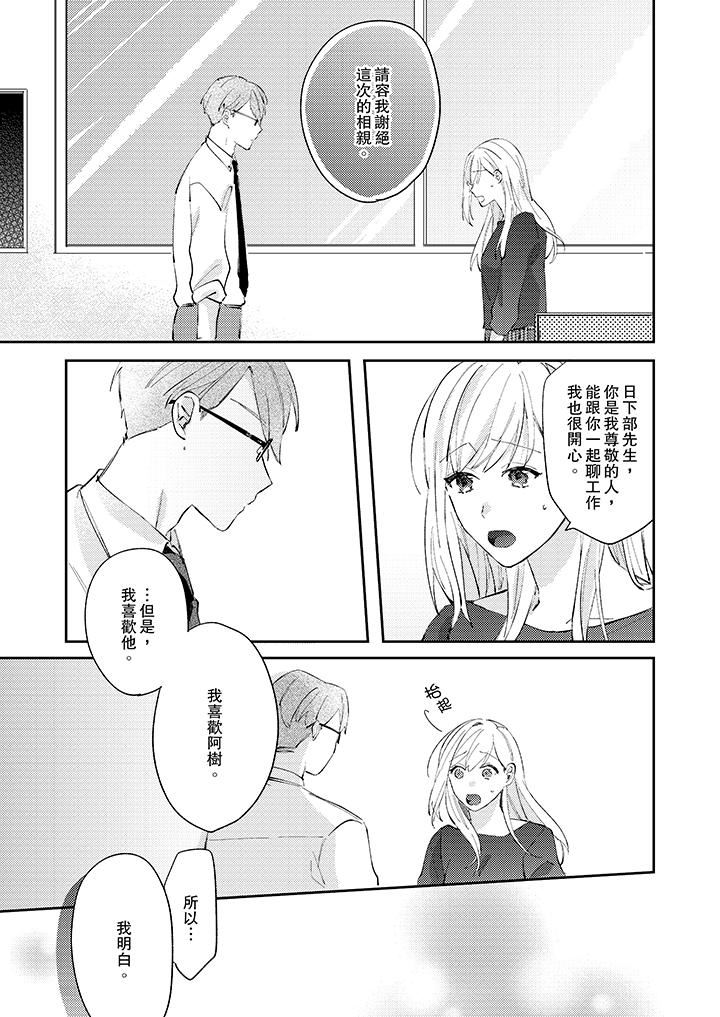 請容我謝絕
這次的相親。
日下部先生，
你是我尊敬的人，
能跟你一起聊工作
我也很開心。
…但是，
我喜歡他。
我喜歡阿樹。
抬起
所以…
我明白。